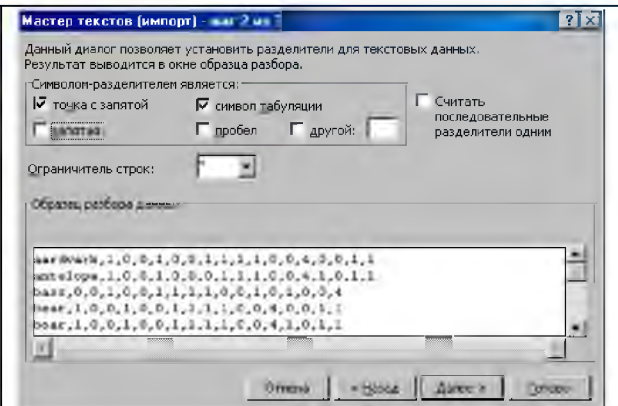 Мастер текстов (импорт) - шаг 2 из 3
Данный диалог позволяет установить разделители для текстовых данных.
Результат выводится в окне образца разбора.
Символом-разделителем является:
точка с запятой
символ табуляции
Считать
последовательные
разделители одним
запятая
пробел
другой:
Ограничитель строк:
"
Образец разбора данных
aardvark,1,0,0,1,0,0,1,1,1,1,0,0,4,0,0,1,1
antelope,1,0,0,1,0,0,0,1,1,1,0,0,4,1,0,1,1
bass,0,0,1,0,0,1,1,1,1,0,0,1,0,1,0,0,4
bear,1,0,0,1,0,0,1,1,1,1,0,0,4,0,0,1,1
boar,1,0,0,1,0,0,1,1,1,1,0,0,4,1,0,1,1
Отмена
< Назад
Далее >
Готово